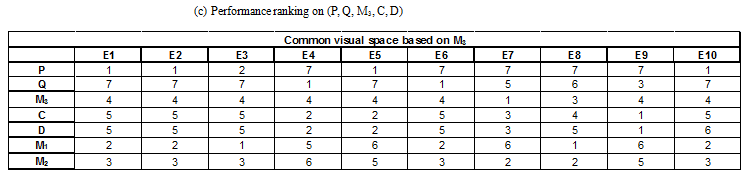 (c) Performance ranking on (P, Q, M₃, C, D)
Common visual space based on M₃
E1 E2 E3 E4 E5 E6 E7 E8 E9 E10
P 1 1 2 7 1 7 7 7 7 1
Q 7 7 7 1 7 1 5 6 3 7
M₃ 4 4 4 4 4 4 1 3 4 4
C 5 5 5 2 2 5 3 4 1 5
D 5 5 5 2 2 5 3 5 1 6
M₁ 2 2 1 5 6 2 6 1 6 2
M₂ 3 3 3 6 5 3 2 2 5 3